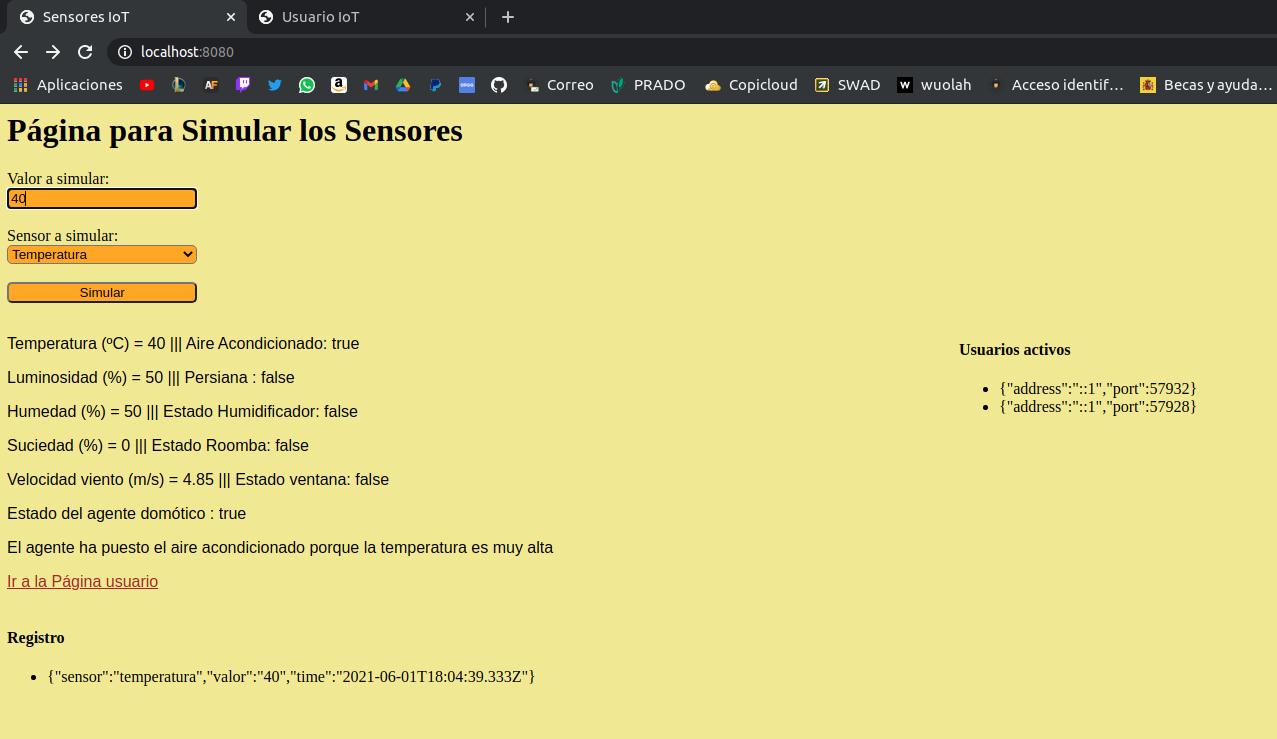 Sensores IoT
Usuario IoT
localhost:8080
Aplicaciones
AF
Correo
PRADO
Copicloud
SWAD
W wuolah
Acceso identif…
Becas y ayuda…
Página para Simular los Sensores
Valor a simular:
40
Sensor a simular:
Temperatura
Simular
Temperatura (ºC) = 40 ||| Aire Acondicionado: true
Luminosidad (%) = 50 ||| Persiana : false
Humedad (%) = 50 ||| Estado Humidificador: false
Suciedad (%) = 0 ||| Estado Roomba: false
Velocidad viento (m/s) = 4.85 ||| Estado ventana: false
Estado del agente domótico : true
El agente ha puesto el aire acondicionado porque la temperatura es muy alta
Ir a la Página usuario
Usuarios activos
{"address":"::1","port":57932}
{"address":"::1","port":57928}
Registro
{"sensor":"temperatura","valor":"40","time":"2021-06-01T18:04:39.333Z"}